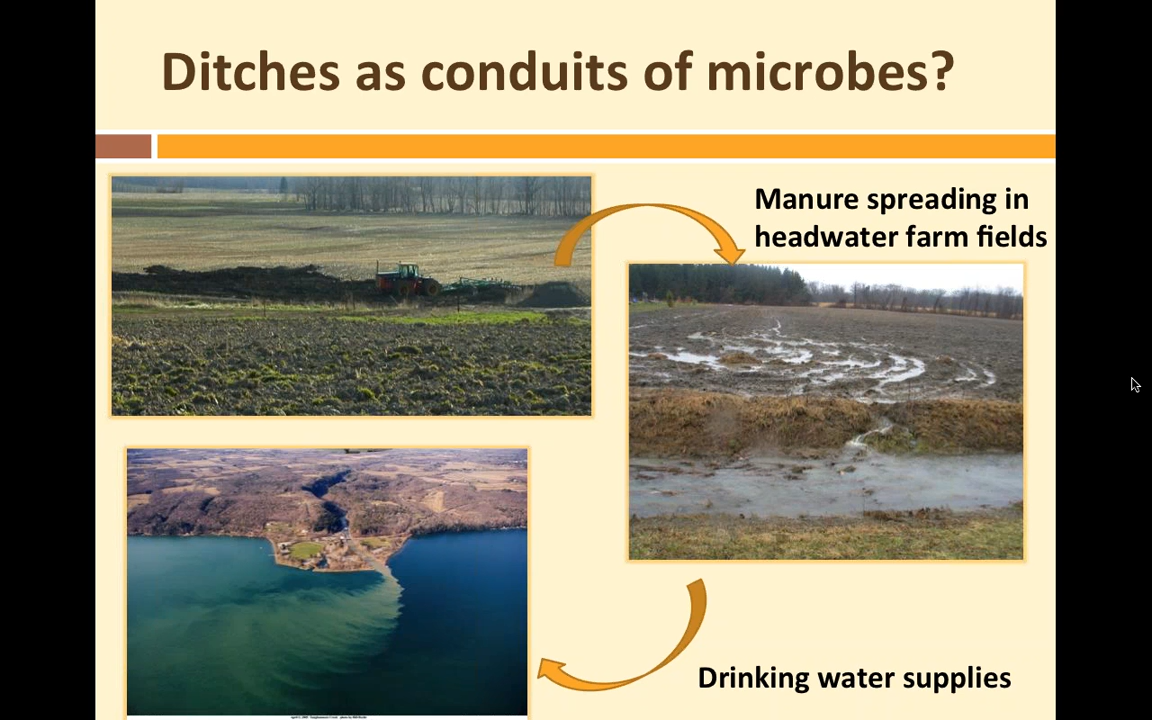 Ditches as conduits of microbes?
Manure spreading in
headwater farm fields
Drinking water supplies